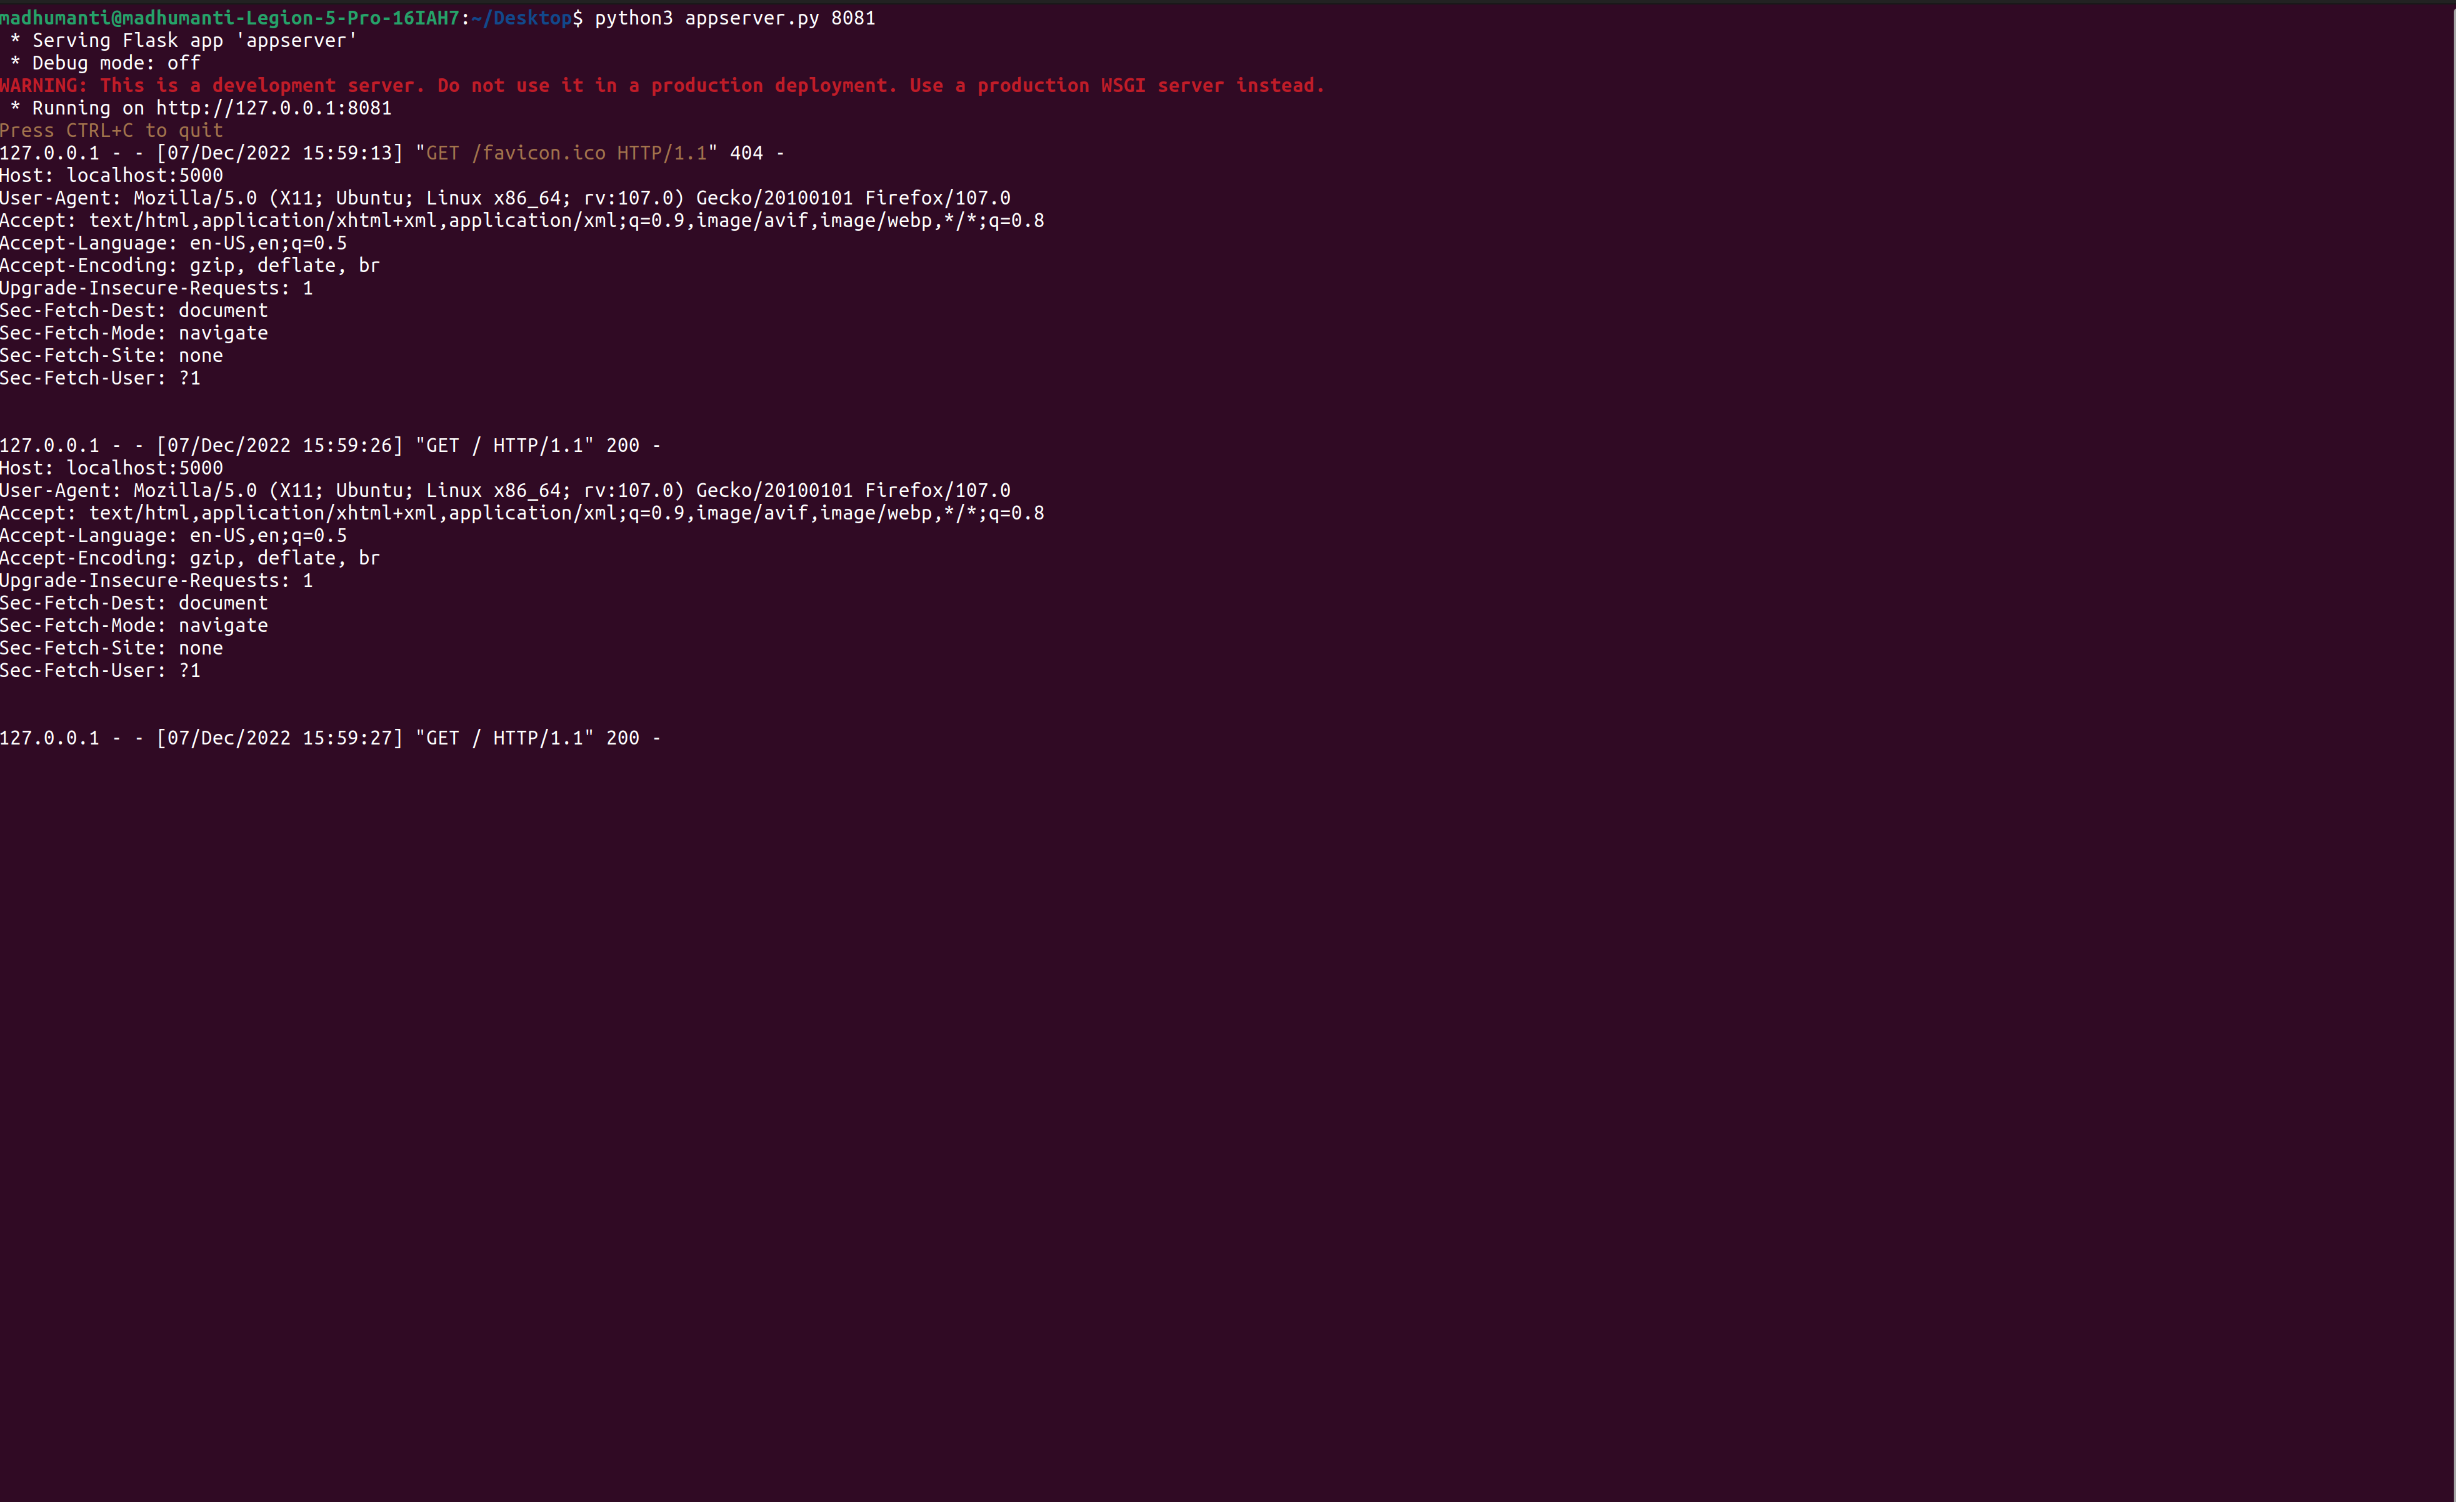 madhumanti@madhumanti-Legion-5-Pro-16IAH7:~/Desktop$ python3 appserver.py 8081
 * Serving Flask app 'appserver'
 * Debug mode: off
WARNING: This is a development server. Do not use it in a production deployment. Use a production WSGI server instead.
 * Running on http://127.0.0.1:8081
Press CTRL+C to quit
127.0.0.1 - - [07/Dec/2022 15:59:13] "GET /favicon.ico HTTP/1.1" 404 -
Host: localhost:5000
User-Agent: Mozilla/5.0 (X11; Ubuntu; Linux x86_64; rv:107.0) Gecko/20100101 Firefox/107.0
Accept: text/html,application/xhtml+xml,application/xml;q=0.9,image/avif,image/webp,*/*;q=0.8
Accept-Language: en-US,en;q=0.5
Accept-Encoding: gzip, deflate, br
Upgrade-Insecure-Requests: 1
Sec-Fetch-Dest: document
Sec-Fetch-Mode: navigate
Sec-Fetch-Site: none
Sec-Fetch-User: ?1
127.0.0.1 - - [07/Dec/2022 15:59:26] "GET / HTTP/1.1" 200 -
Host: localhost:5000
User-Agent: Mozilla/5.0 (X11; Ubuntu; Linux x86_64; rv:107.0) Gecko/20100101 Firefox/107.0
Accept: text/html,application/xhtml+xml,application/xml;q=0.9,image/avif,image/webp,*/*;q=0.8
Accept-Language: en-US,en;q=0.5
Accept-Encoding: gzip, deflate, br
Upgrade-Insecure-Requests: 1
Sec-Fetch-Dest: document
Sec-Fetch-Mode: navigate
Sec-Fetch-Site: none
Sec-Fetch-User: ?1
127.0.0.1 - - [07/Dec/2022 15:59:27] "GET / HTTP/1.1" 200 -